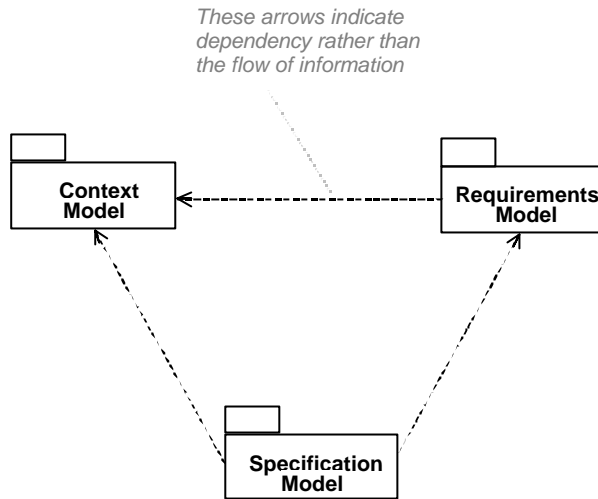 These arrows indicate
dependency rather than
the flow of information
Context
Model
Requirements
Model
Specification
Model